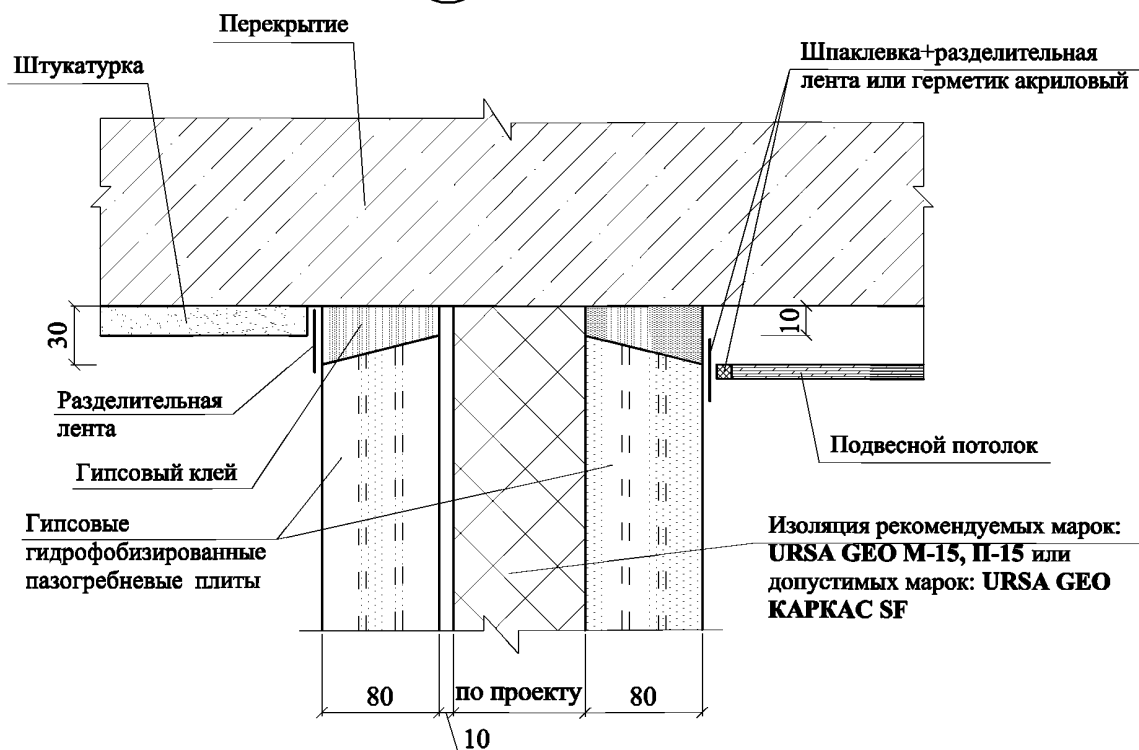 Перекрытие
Штукатурка
Шпаклевка+разделительная
лента или герметик акриловый
30
10
Разделительная
лента
Гипсовый клей
Подвесной потолок
Гипсовые
гидрофобизированные
пазогребневые плиты
Изоляция рекомендуемых марок:
URSA GEO М-15, П-15 или
допустимых марок: URSA GEO
КАРКАС SF
80
по проекту
80
10